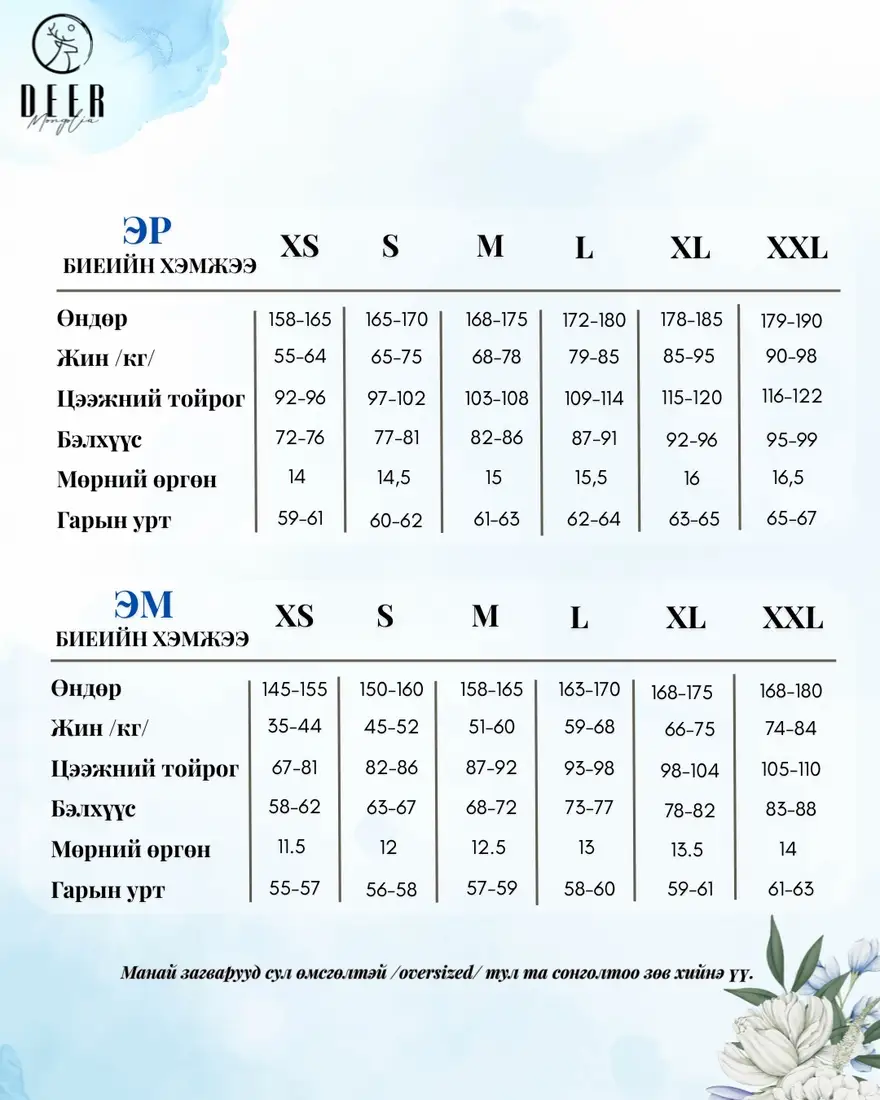 DEER
Mongolia
ЭР
БИЕИЙН ХЭМЖЭЭ XS S M L XL XXL
Өндөр 158-165 165-170 168-175 172-180 178-185 179-190
Жин /кг/ 55-64 65-75 68-78 79-85 85-95 90-98
Цээжний тойрог 92-96 97-102 103-108 109-114 115-120 116-122
Бэлхүүс 72-76 77-81 82-86 87-91 92-96 95-99
Мөрний өргөн 14 14,5 15 15,5 16 16,5
Гарын урт 59-61 60-62 61-63 62-64 63-65 65-67
ЭМ
БИЕИЙН ХЭМЖЭЭ XS S M L XL XXL
Өндөр 145-155 150-160 158-165 163-170 168-175 168-180
Жин /кг/ 35-44 45-52 51-60 59-68 66-75 74-84
Цээжний тойрог 67-81 82-86 87-92 93-98 98-104 105-110
Бэлхүүс 58-62 63-67 68-72 73-77 78-82 83-88
Мөрний өргөн 11.5 12 12.5 13 13.5 14
Гарын урт 55-57 56-58 57-59 58-60 59-61 61-63
Манай загварууд сул өмсгөлтэй /oversized/ тул та сонголтоо зөв хийнэ үү.